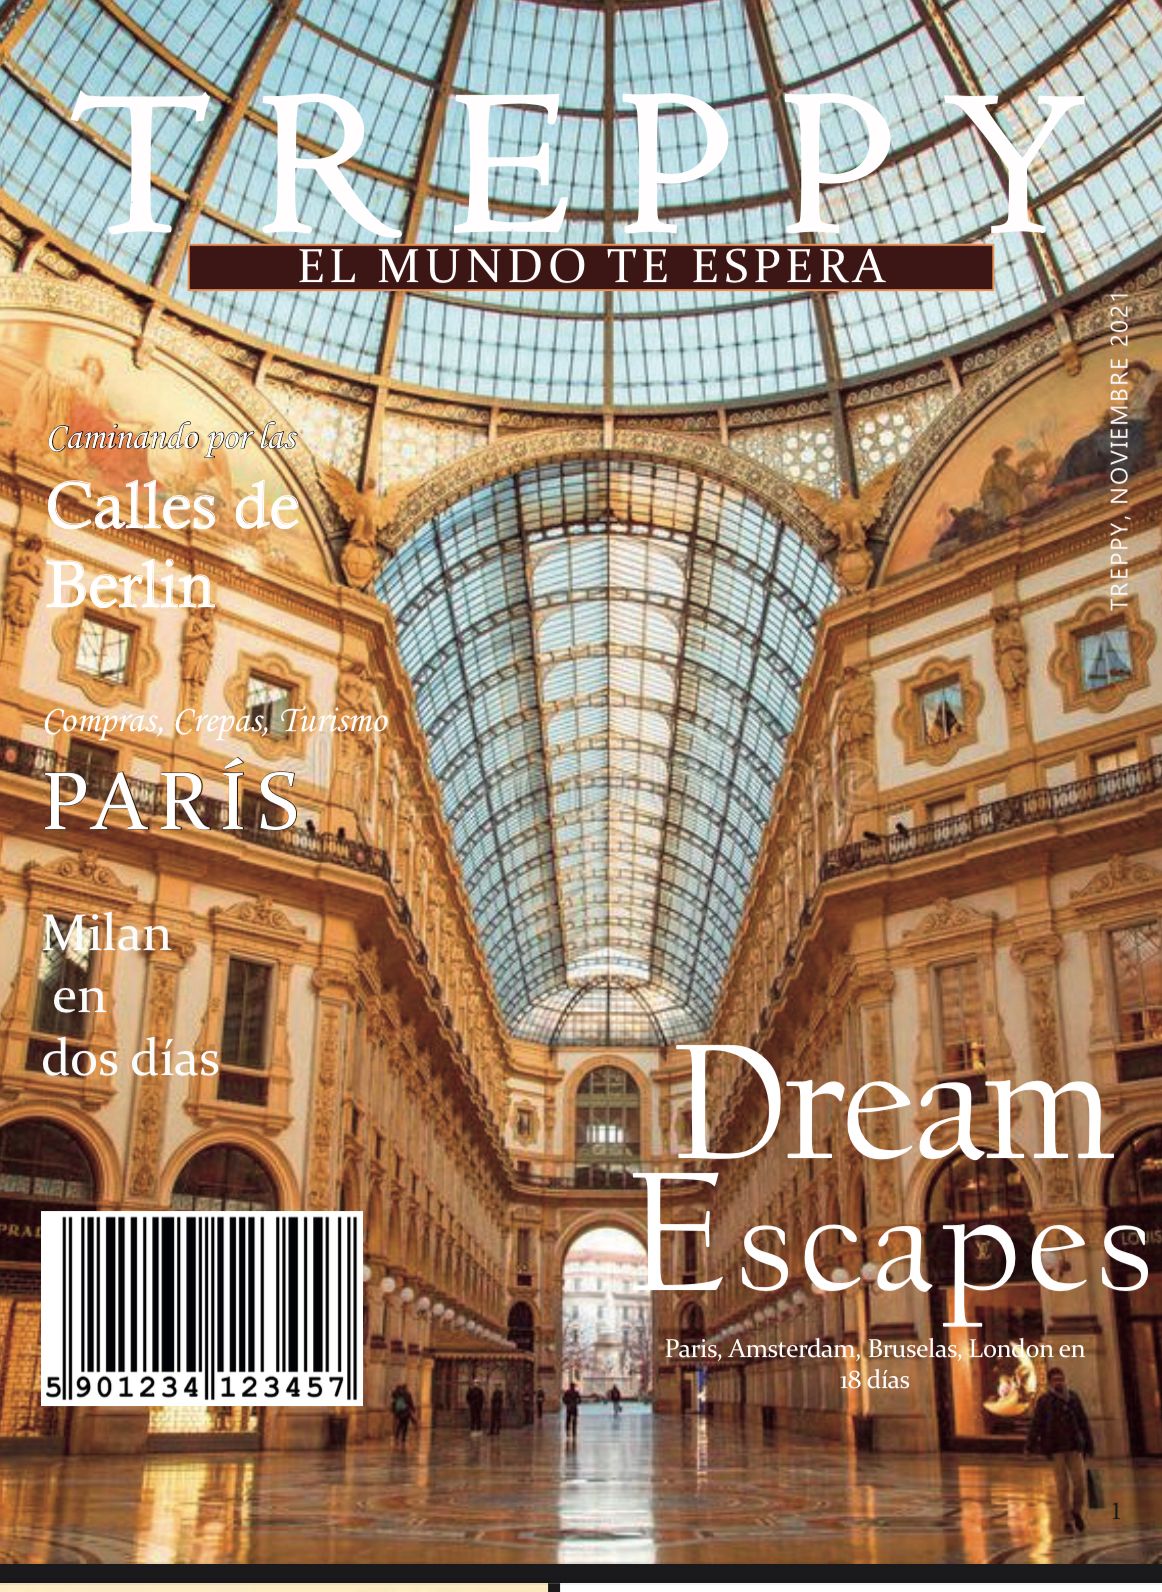 TREPPY
EL MUNDO TE ESPERA
TREPPY, NOVIEMBRE 2021
Caminando por las
Calles de
Berlin
Compras, Crepas, Turismo
PARÍS
Milan
en
dos días
Dream
Escapes
Paris, Amsterdam, Bruselas, London en
18 días
5 901234 123457
LOUIS
1